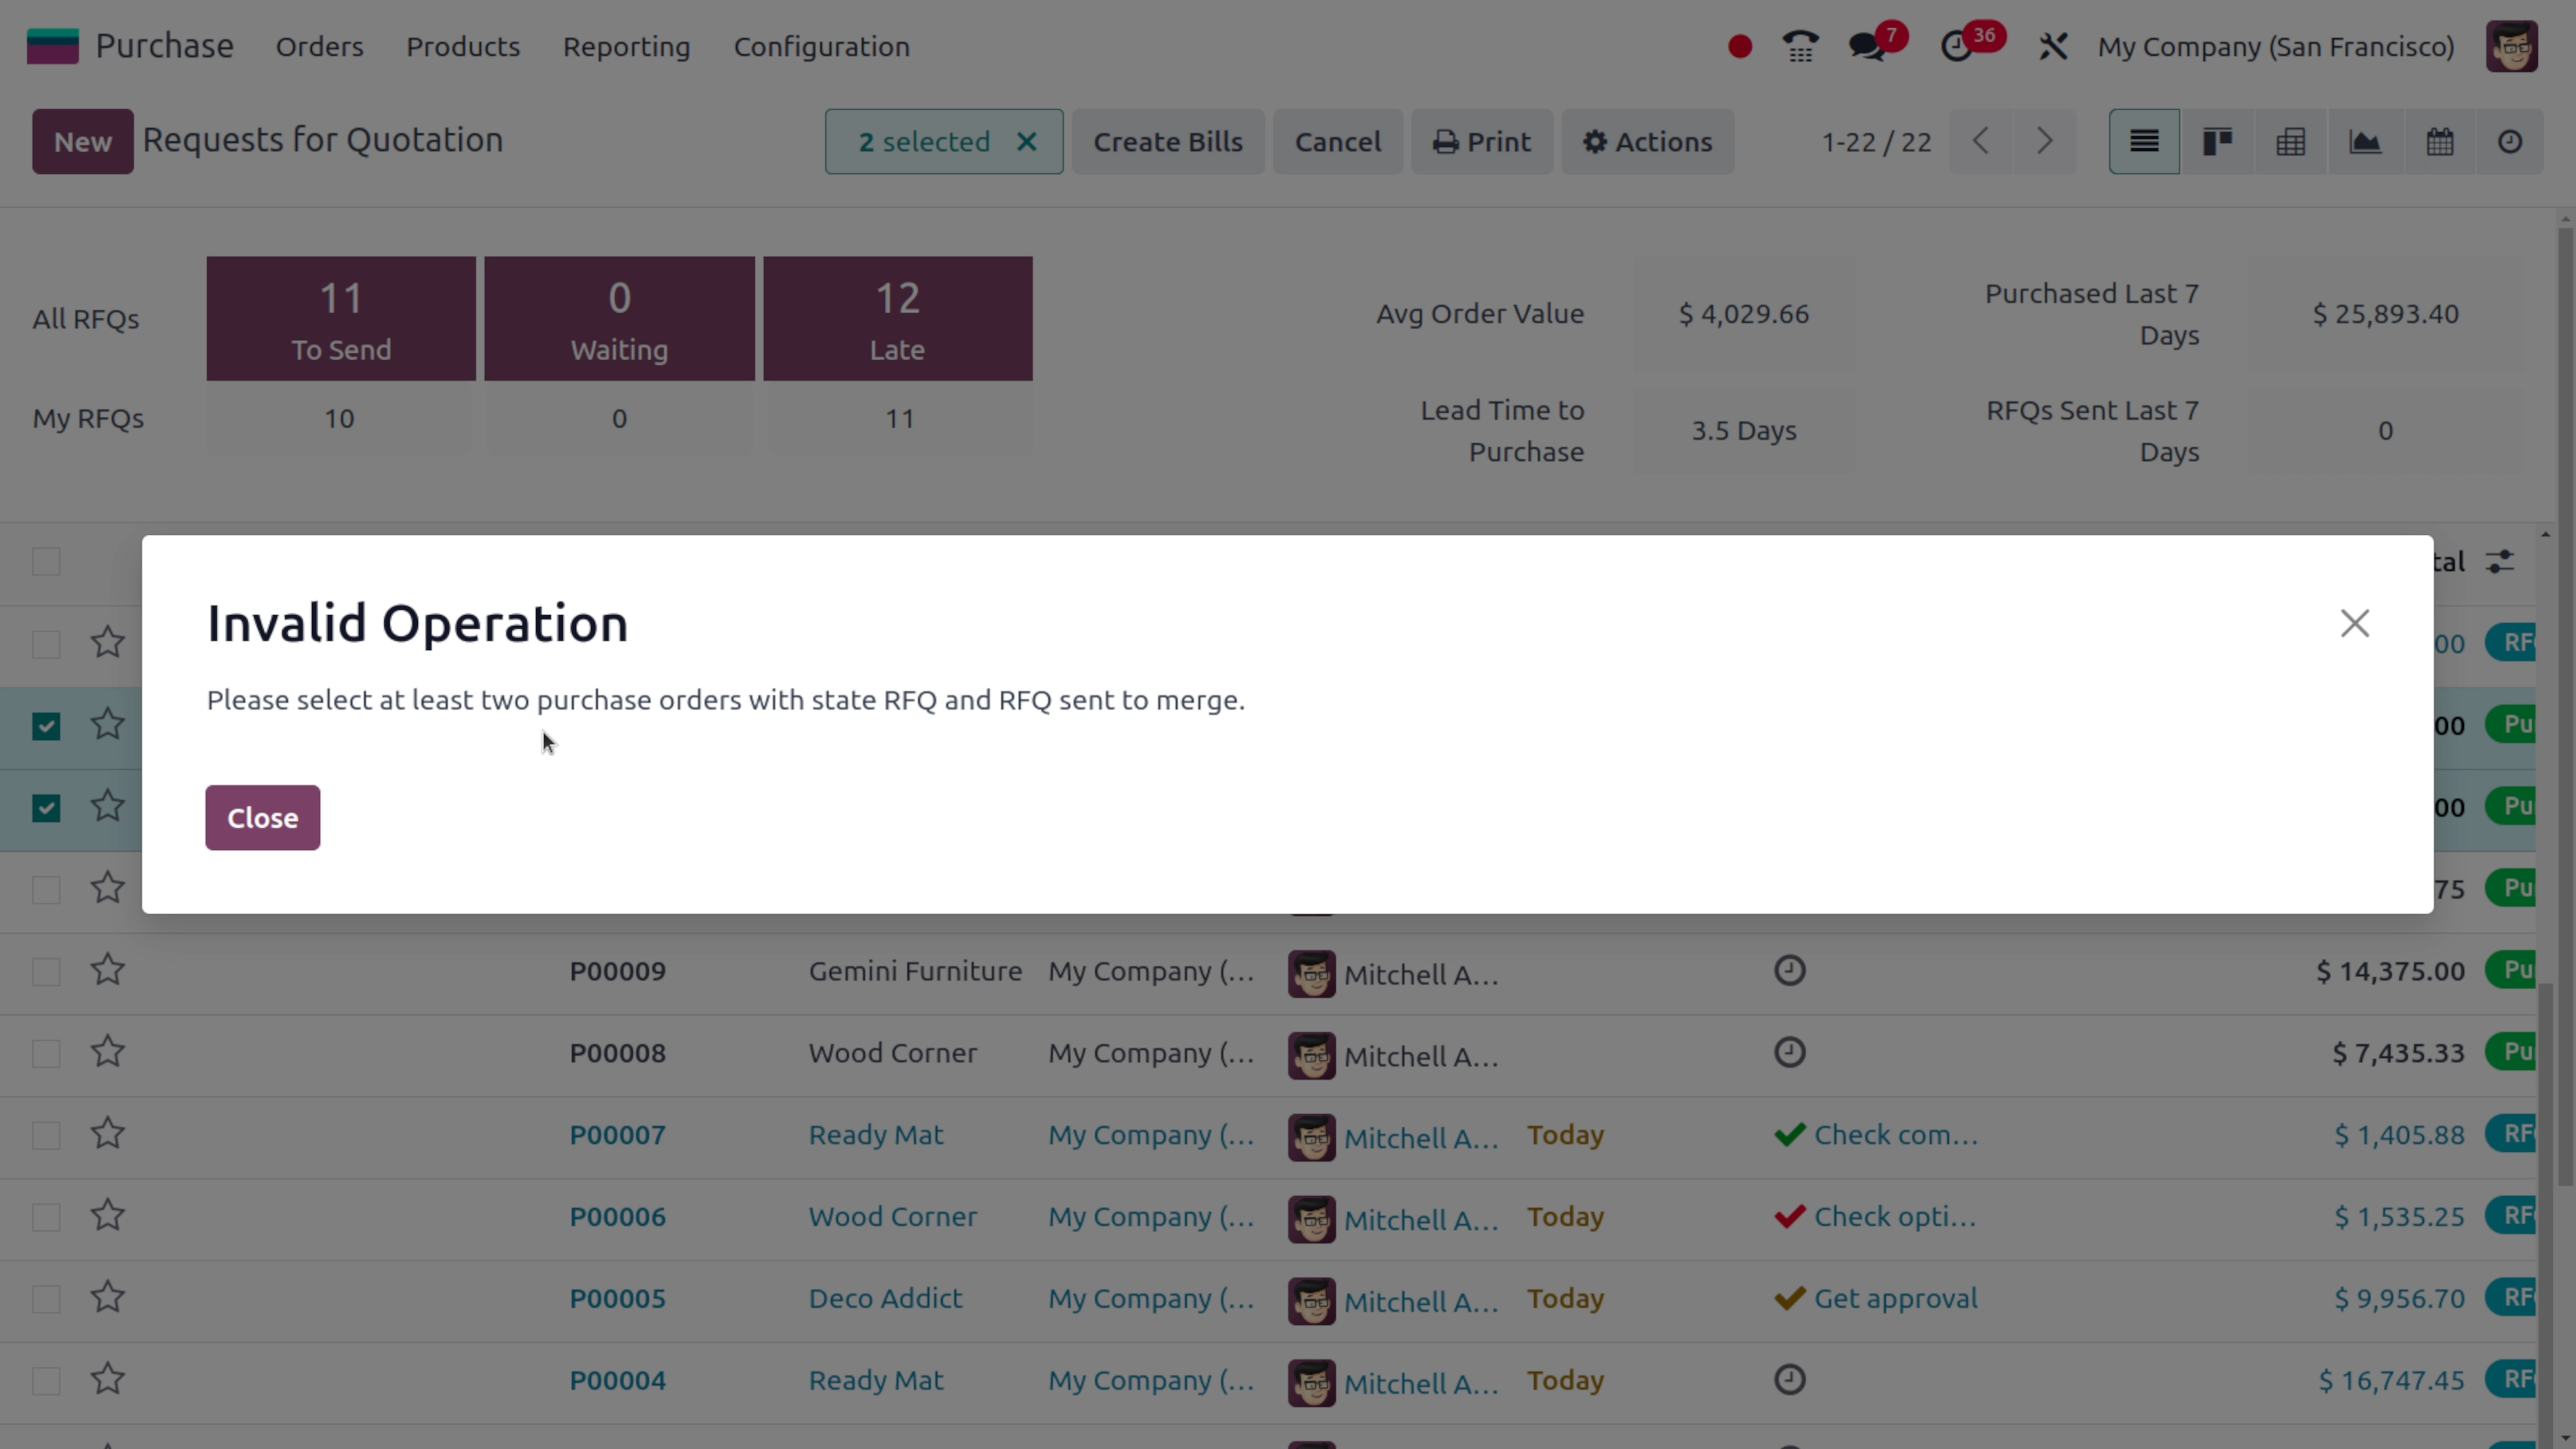 Purchase Orders Products Reporting Configuration 7 36 My Company (San Francisco)
New Requests for Quotation 2 selected Create Bills Cancel Print Actions 1-22 / 22
All RFQs 11 To Send 0 Waiting 12 Late
My RFQs 10 0 11
Avg Order Value $ 4,029.66 Purchased Last 7 Days $ 25,893.40
Lead Time to Purchase 3.5 Days RFQs Sent Last 7 Days 0
Invalid Operation
Please select at least two purchase orders with state RFQ and RFQ sent to merge.
Close
P00009 Gemini Furniture My Company (... Mitchell A... $ 14,375.00
P00008 Wood Corner My Company (... Mitchell A... $ 7,435.33
P00007 Ready Mat My Company (... Mitchell A... Today Check com... $ 1,405.88
P00006 Wood Corner My Company (... Mitchell A... Today Check opti... $ 1,535.25
P00005 Deco Addict My Company (... Mitchell A... Today Get approval $ 9,956.70
P00004 Ready Mat My Company (... Mitchell A... Today $ 16,747.45